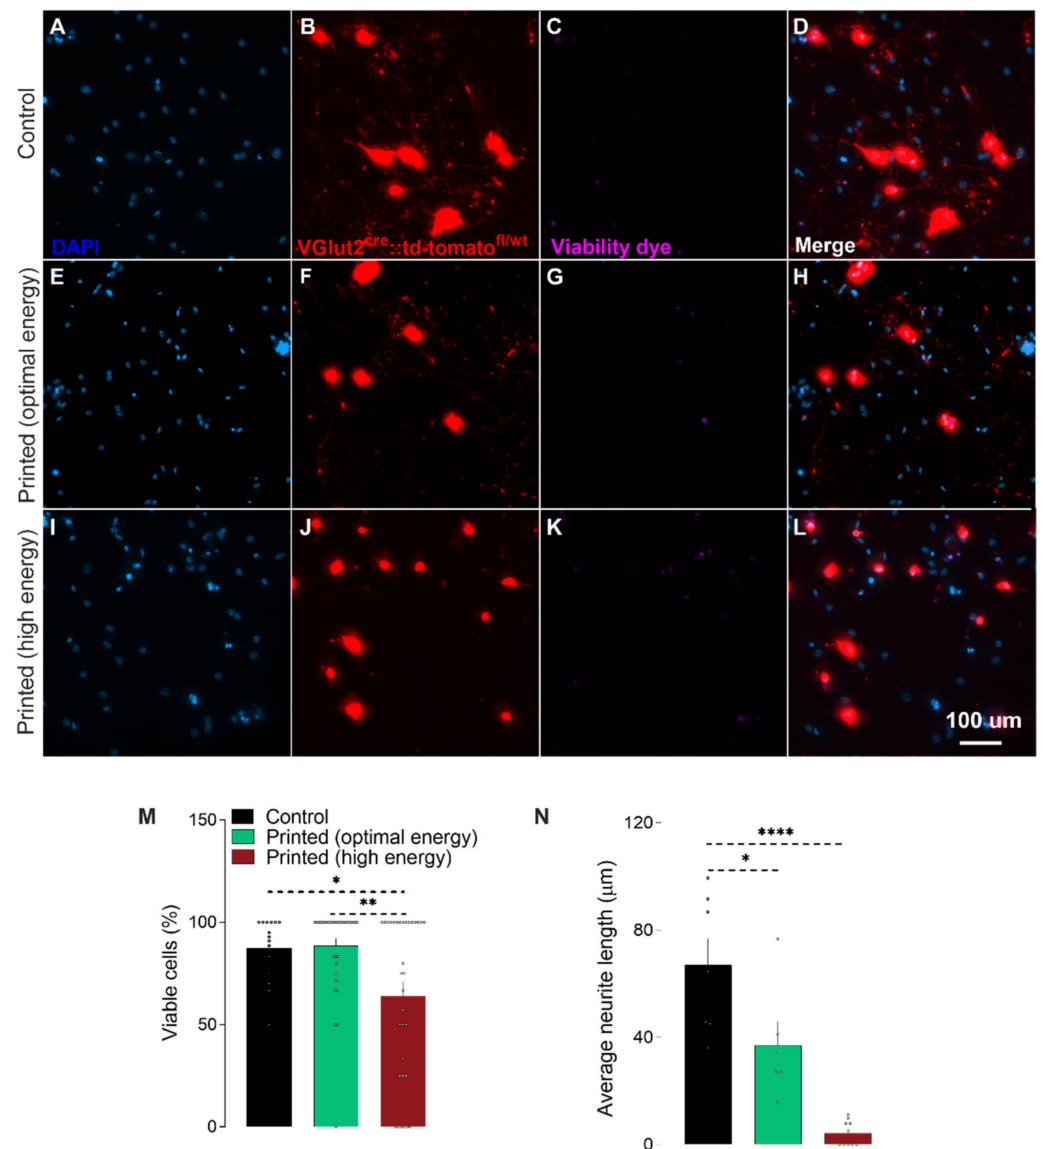 A B C D
Control
DAPI VGlut2cre::td-tomatofl/wt Viability dye Merge
E F G H
Printed (optimal energy)
I J K L
Printed (high energy)
100 um
M
150
Control
Printed (optimal energy)
Printed (high energy)
*
**
100
50
0
Viable cells (%)
N
120
****
*
80
40
0
Average neurite length (μm)